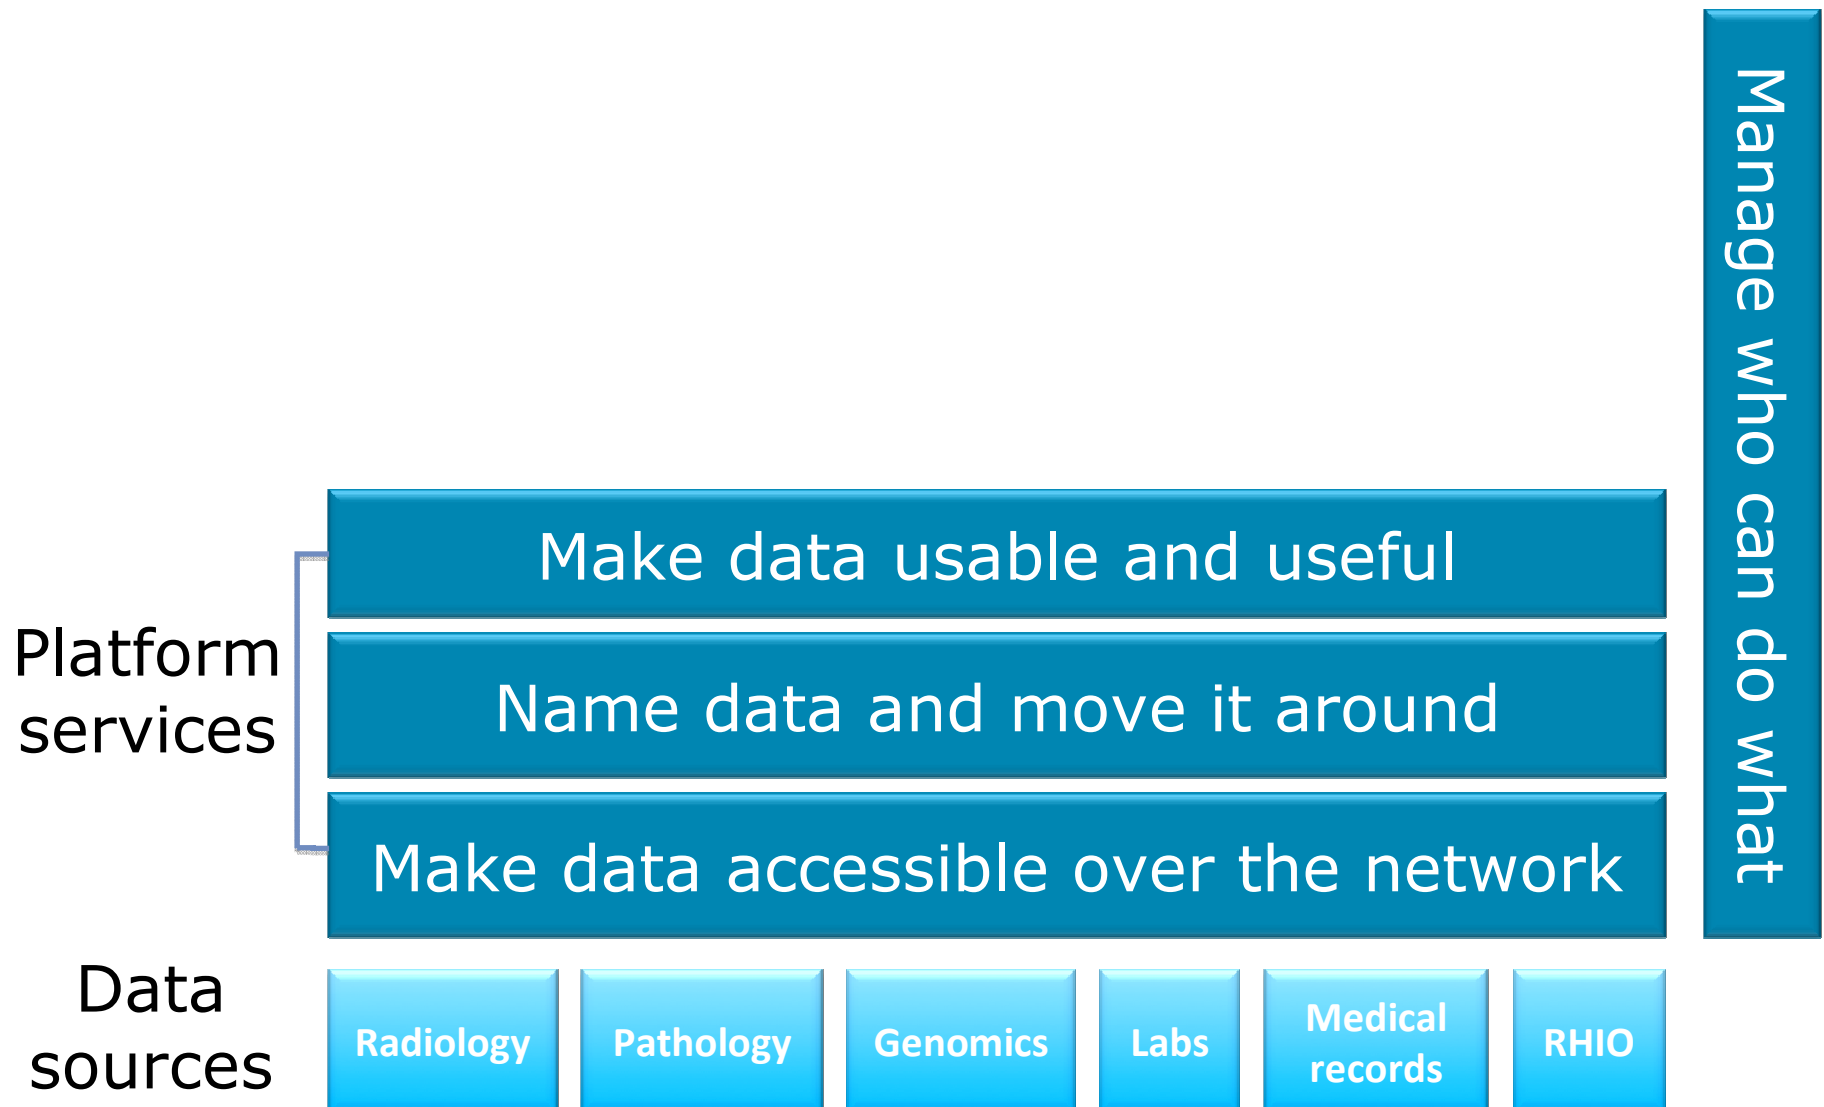 Manage who can do what
Make data usable and useful
Platform
services
Name data and move it around
Make data accessible over the network
Data
sources
Radiology
Pathology
Genomics
Labs
Medical
records
RHIO